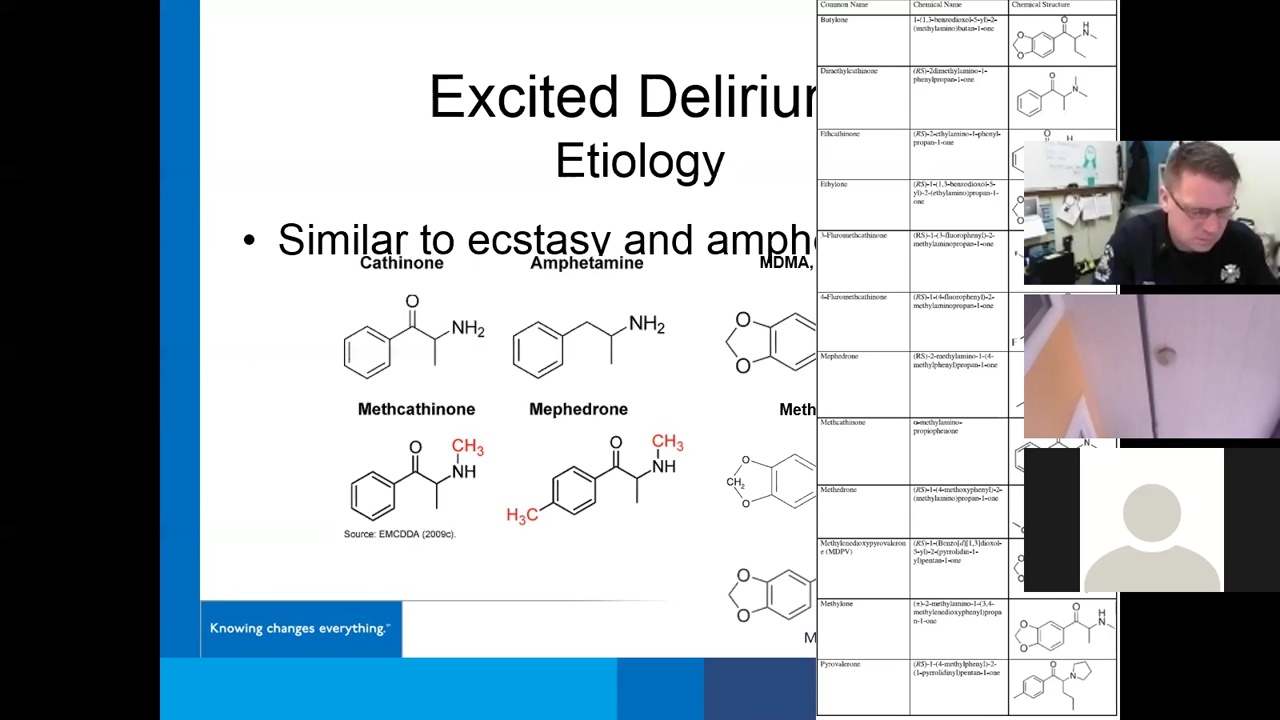 Excited Deliriu
Etiology
• Similar to ecstasy and amph
Cathinone
Amphetamine
MDMA,
O
NH2
NH2
O
O
Methcathinone
Mephedrone
Meth
O
CH3
NH
O
CH3
NH
H3C
O
CH2
O
Source: EMCDDA (2009c).
O
O
M
Knowing changes everything.™
Common Name
Chemical Name
Chemical Structure
Butylone
1-(1,3-benzodioxol-5-yl)-2-
(methylamino)butan-1-one
Dimethylcathinone
(RS)-2dimethylamino-1-
phenylpropan-1-one
Ethcathinone
(RS)-2-ethylamino-1-phenyl-
propan-1-one
Ethylone
(RS)-1-(1,3-benzodioxol-5-
yl)-2-(ethylamino)propan-1-
one
3-Fluromethcathinone
(RS)-1-(3-fluorophenyl)-2-
methylaminopropan-1-one
4-Fluromethcathinone
(RS)-1-(4-fluorophenyl)-2-
methylaminopropan-1-one
Mephedrone
(RS)-2-methylamino-1-(4-
methylphenyl)propan-1-one
Methcathinone
α-methylamino-
propiophenone
Methedrone
(RS)-1-(4-methoxyphenyl)-2-
(methylamino)propan-1-one
Methylenedioxypyrovaleron
e (MDPV)
(RS)-1-(Benzo[d][1,3]dioxol-
5-yl)-2-(pyrrolidin-1-
yl)pentan-1-one
Methylone
(±)-2-methylamino-1-(3,4-
methylenedioxyphenyl)propa
n-1-one
Pyrovalerone
(RS)-1-(4-methylphenyl)-2-
(1-pyrrolidinyl)pentan-1-one